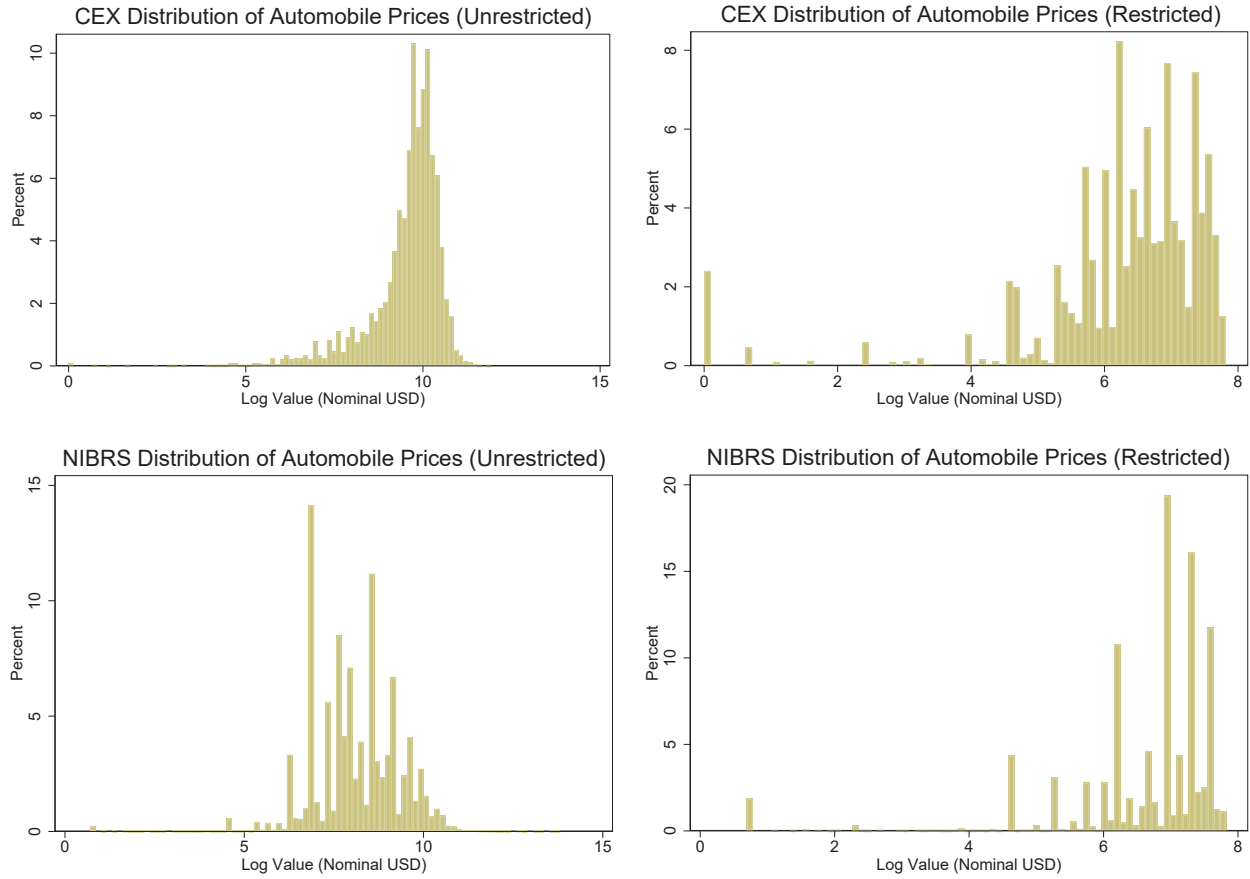 CEX Distribution of Automobile Prices (Unrestricted)
Percent
0 2 4 6 8 10
0 5 10 15
Log Value (Nominal USD)
CEX Distribution of Automobile Prices (Restricted)
Percent
0 2 4 6 8
0 2 4 6 8
Log Value (Nominal USD)
NIBRS Distribution of Automobile Prices (Unrestricted)
Percent
0 5 10 15
0 5 10 15
Log Value (Nominal USD)
NIBRS Distribution of Automobile Prices (Restricted)
Percent
0 5 10 15 20
0 2 4 6 8
Log Value (Nominal USD)